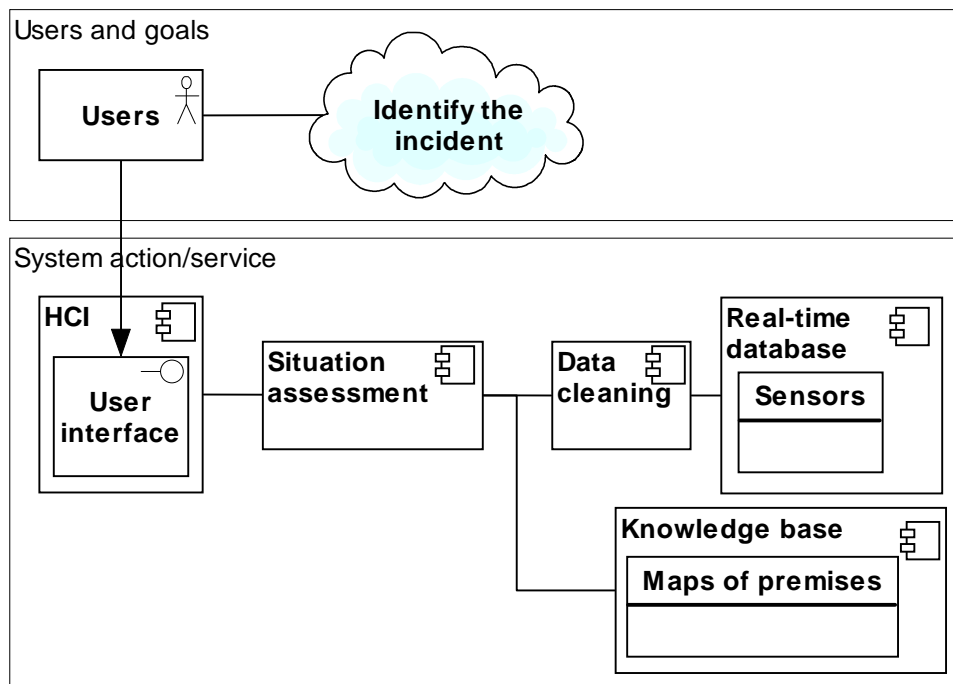 Users and goals
Users
Identify the
incident
System action/service
HCI
User
interface
Situation
assessment
Data
cleaning
Real-time
database
Sensors
Knowledge base
Maps of premises